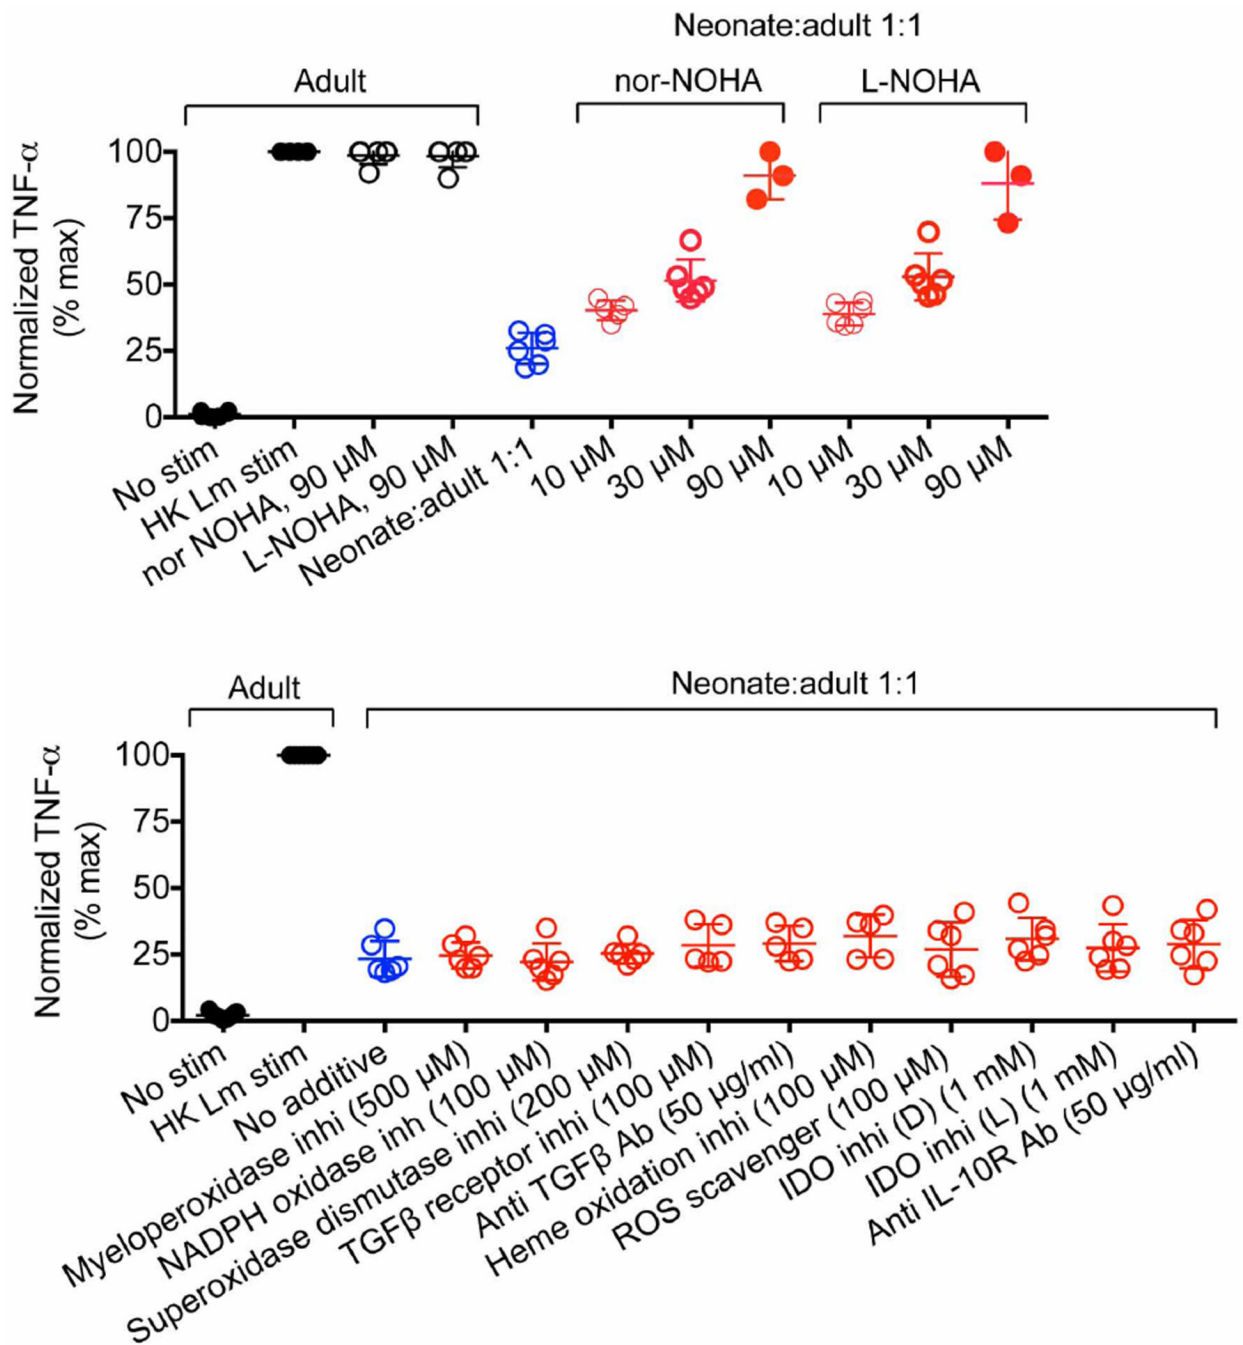 Neonate:adult 1:1
Adult
nor-NOHA
L-NOHA
Normalized TNF-α
(% max)
100
75
50
25
0
No stim
HK Lm stim
nor NOHA, 90 µM
L-NOHA, 90 µM
Neonate:adult 1:1
10 µM
30 µM
90 µM
10 µM
30 µM
90 µM
Adult
Neonate:adult 1:1
Normalized TNF-α
(% max)
100
75
50
25
0
No stim
HK Lm stim
No additive
Myeloperoxidase inhi (500 µM)
NADPH oxidase inh (100 µM)
Superoxidase dismutase inhi (200 µM)
TGFβ receptor inhi (100 µM)
Anti TGFβ Ab (50 µg/ml)
Heme oxidation inhi (100 µM)
ROS scavenger (100 µM)
IDO inhi (D) (1 mM)
IDO inhi (L) (1 mM)
Anti IL-10R Ab (50 µg/ml)